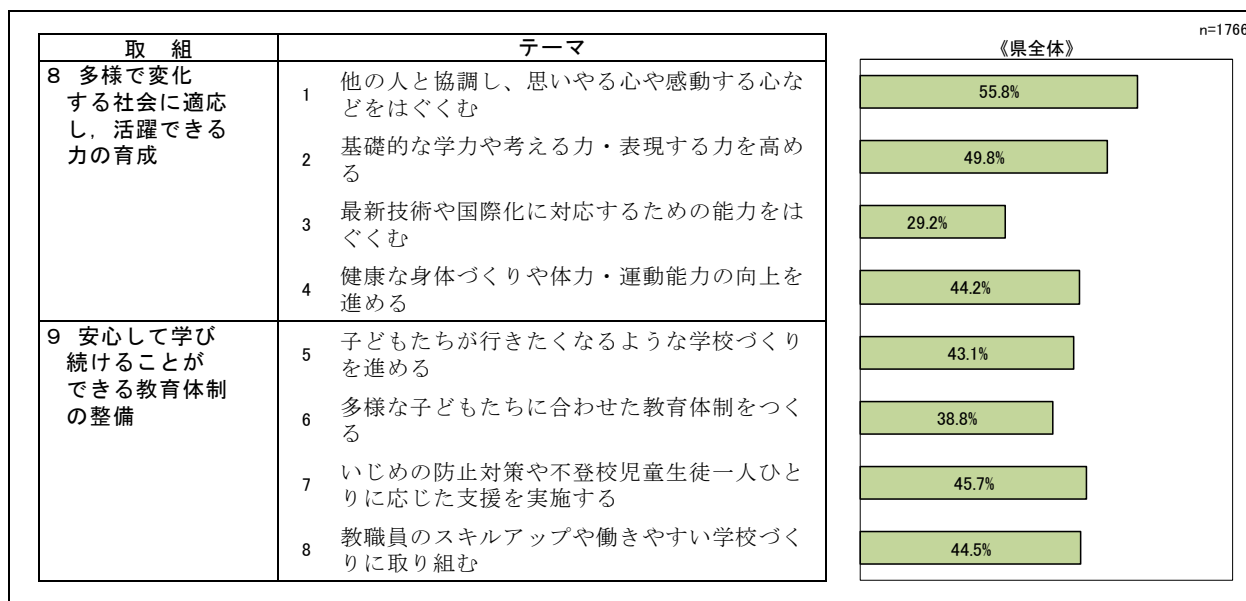 n=1766
取　組
テーマ
《県全体》
8 多様で変化
する社会に適応
し，活躍できる
力の育成
1 他の人と協調し、思いやる心や感動する心な
どをはぐくむ
55.8%
2 基礎的な学力や考える力・表現する力を高め
る
49.8%
3 最新技術や国際化に対応するための能力をは
ぐくむ
29.2%
4 健康な身体づくりや体力・運動能力の向上を
進める
44.2%
9 安心して学び
続けることが
できる教育体制
の整備
5 子どもたちが行きたくなるような学校づくり
を進める
43.1%
6 多様な子どもたちに合わせた教育体制をつく
る
38.8%
7 いじめの防止対策や不登校児童生徒一人ひと
りに応じた支援を実施する
45.7%
8 教職員のスキルアップや働きやすい学校づく
りに取り組む
44.5%